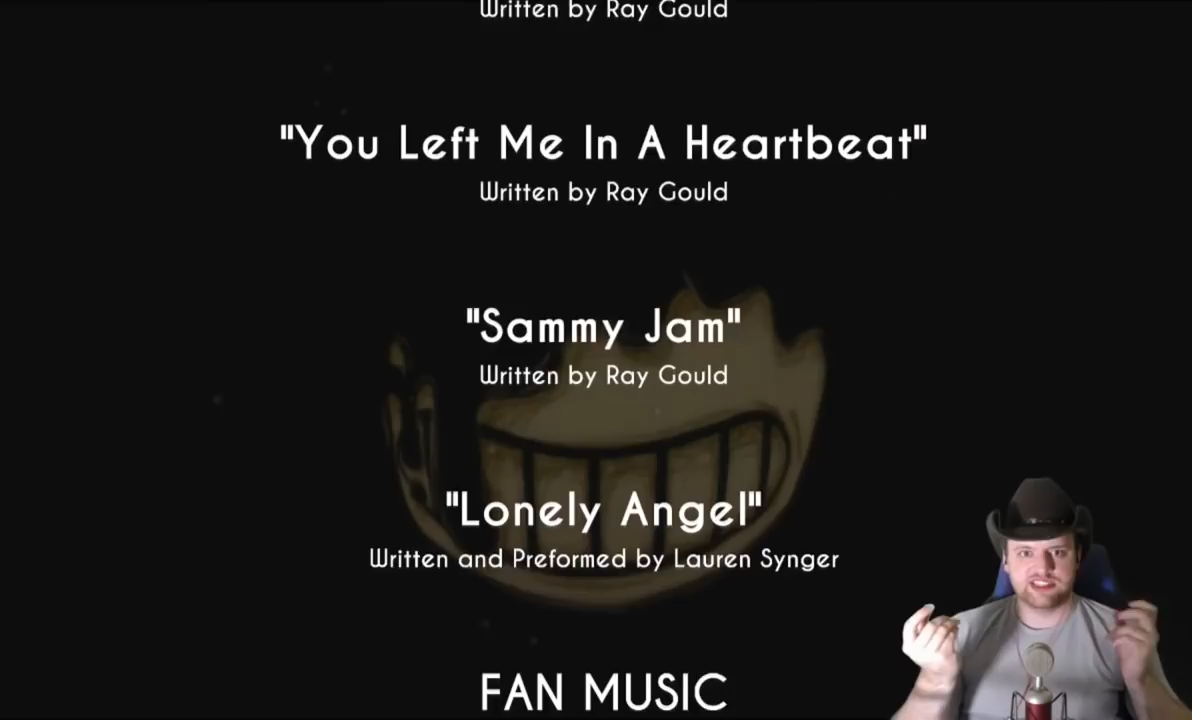 Written by Ray Gould
"You Left Me In A Heartbeat"
Written by Ray Gould
"Sammy Jam"
Written by Ray Gould
"Lonely Angel"
Written and Preformed by Lauren Synger
FAN MUSIC